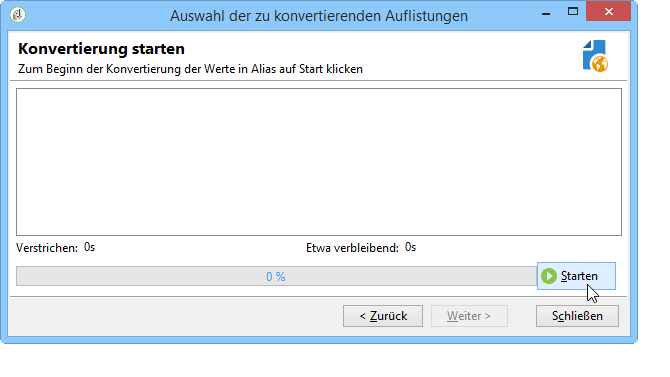 Auswahl der zu konvertierenden Auflistungen
Konvertierung starten
Zum Beginn der Konvertierung der Werte in Alias auf Start klicken
Verstrichen: 0s Etwa verbleibend: 0s
0 %
Starten
< Zurück Weiter > Schließen